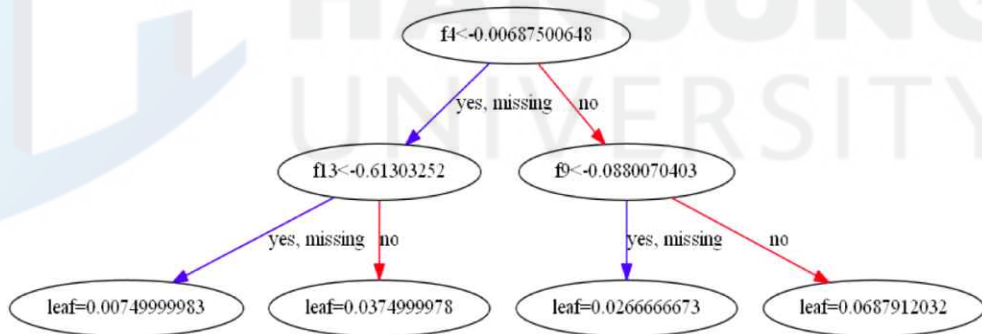 HANSUNG
UNIVERSITY
f4<-0.00687500648
yes, missing
no
f13<-0.61303252
f9<-0.0880070403
yes, missing
no
yes, missing
no
leaf=0.00749999983
leaf=0.0374999978
leaf=0.0266666673
leaf=0.0687912032